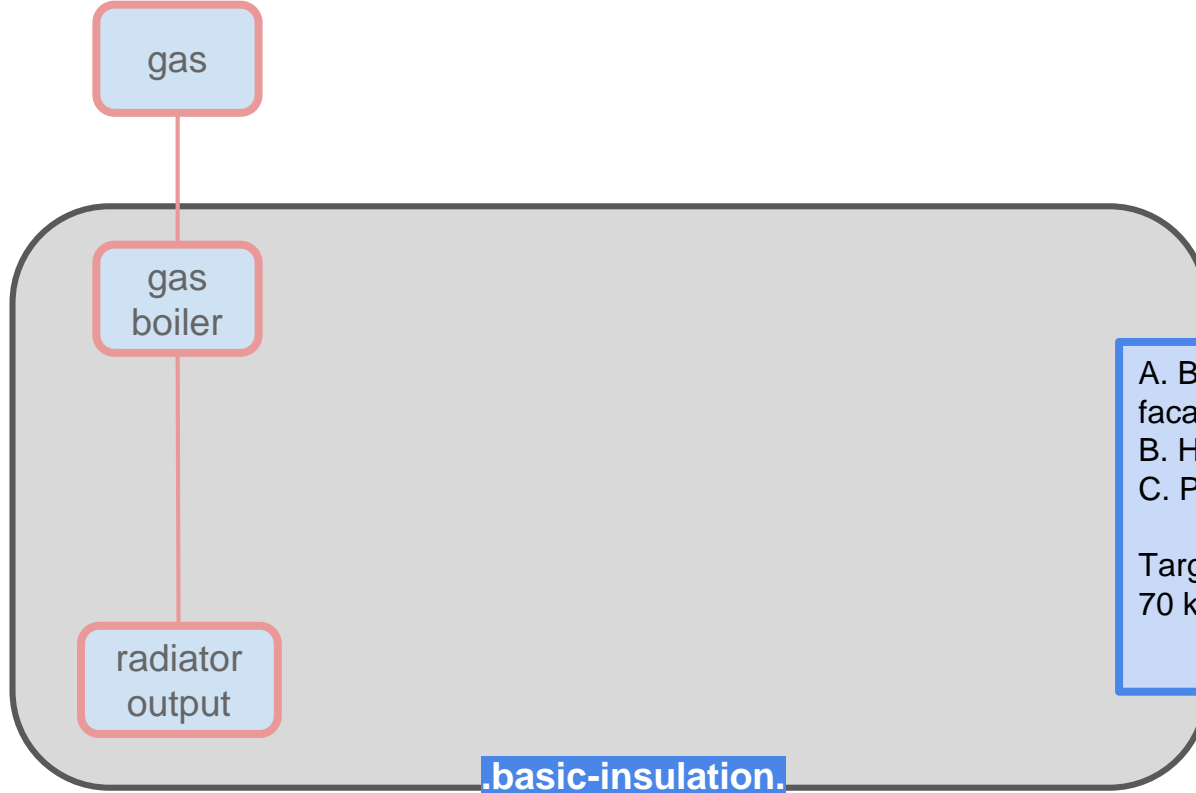 gas
gas
boiler
A. B
faca
B. H
C. P
Targ
70 k
radiator
output
.basic-insulation.